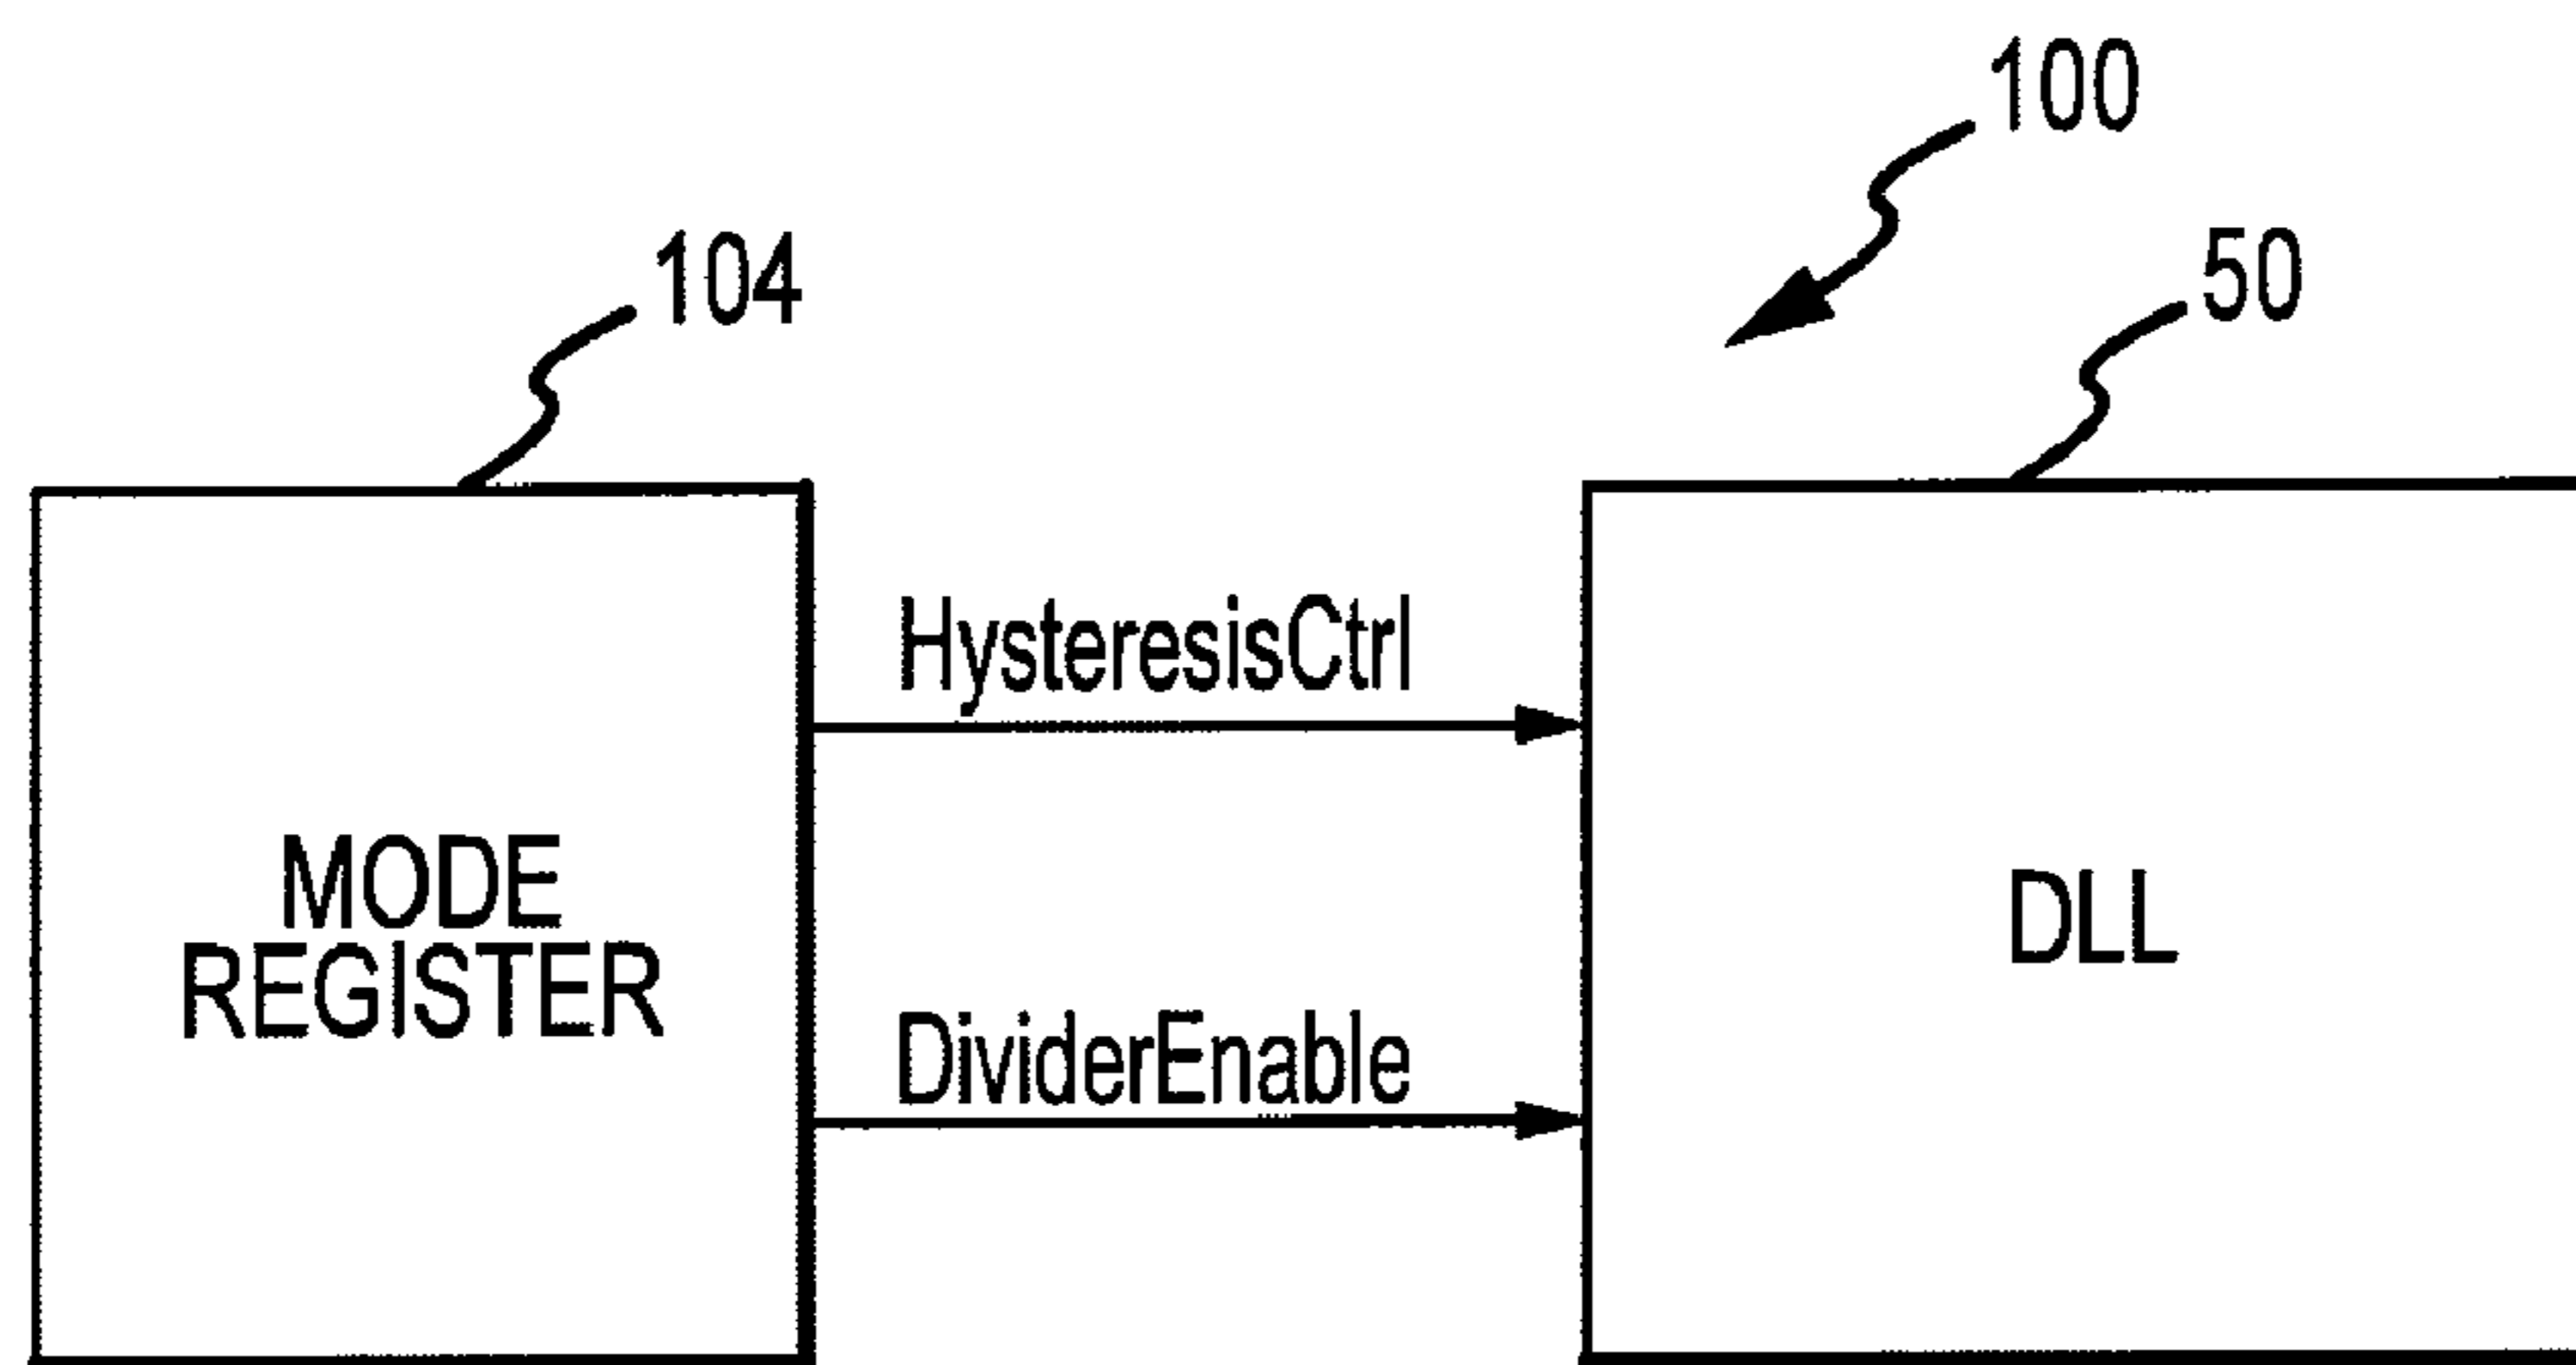 100
104
50
HysteresisCtrl
MODE
REGISTER
DLL
DividerEnable